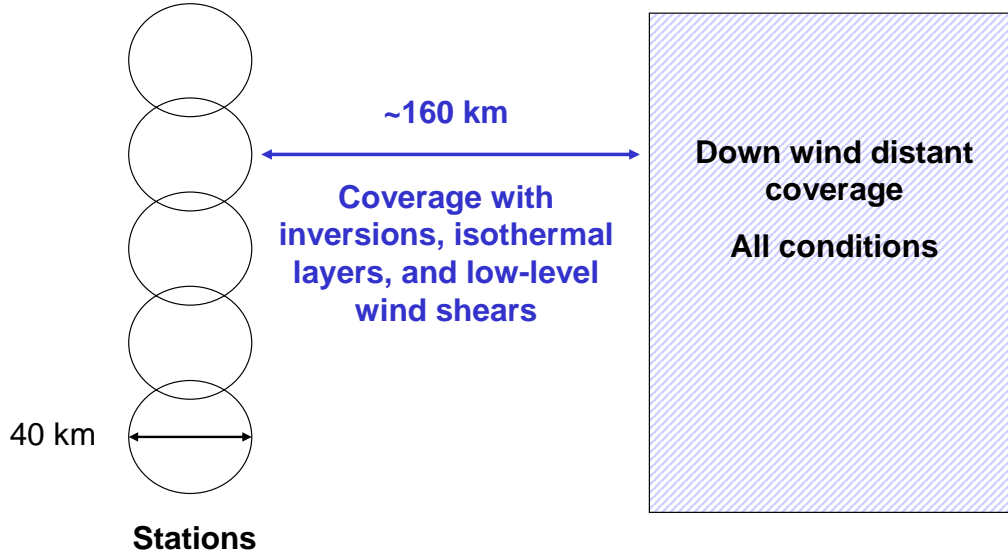 ~160 km
Coverage with
inversions, isothermal
layers, and low-level
wind shears
Down wind distant
coverage
All conditions
40 km
Stations